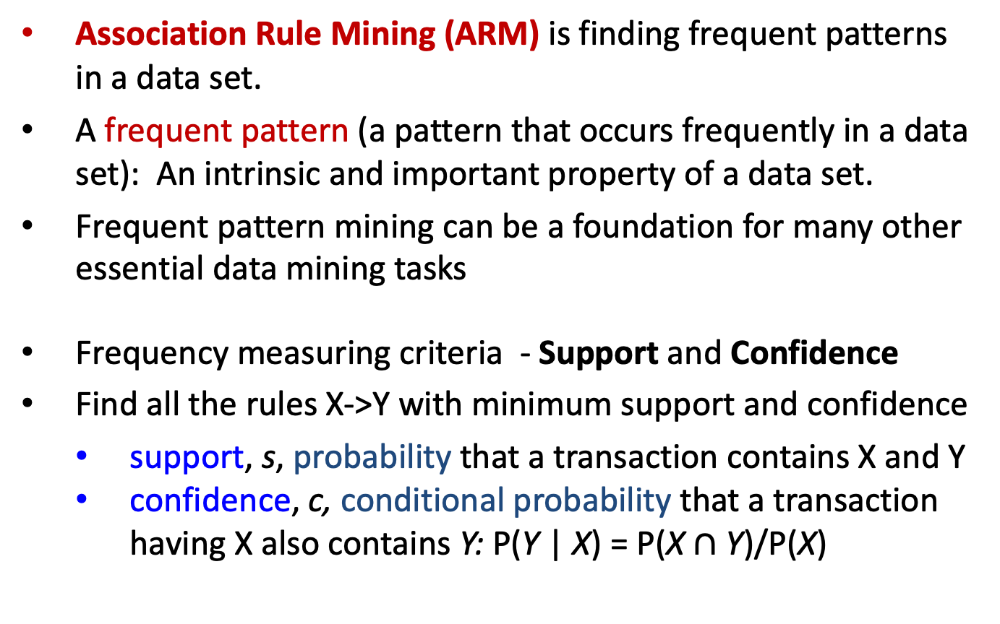 • Association Rule Mining (ARM) is finding frequent patterns
in a data set.
• A frequent pattern (a pattern that occurs frequently in a data
set):  An intrinsic and important property of a data set.
• Frequent pattern mining can be a foundation for many other
essential data mining tasks
• Frequency measuring criteria  - Support and Confidence
• Find all the rules X->Y with minimum support and confidence
• support, s, probability that a transaction contains X and Y
• confidence, c, conditional probability that a transaction
having X also contains Y: P(Y | X) = P(X ∩ Y)/P(X)